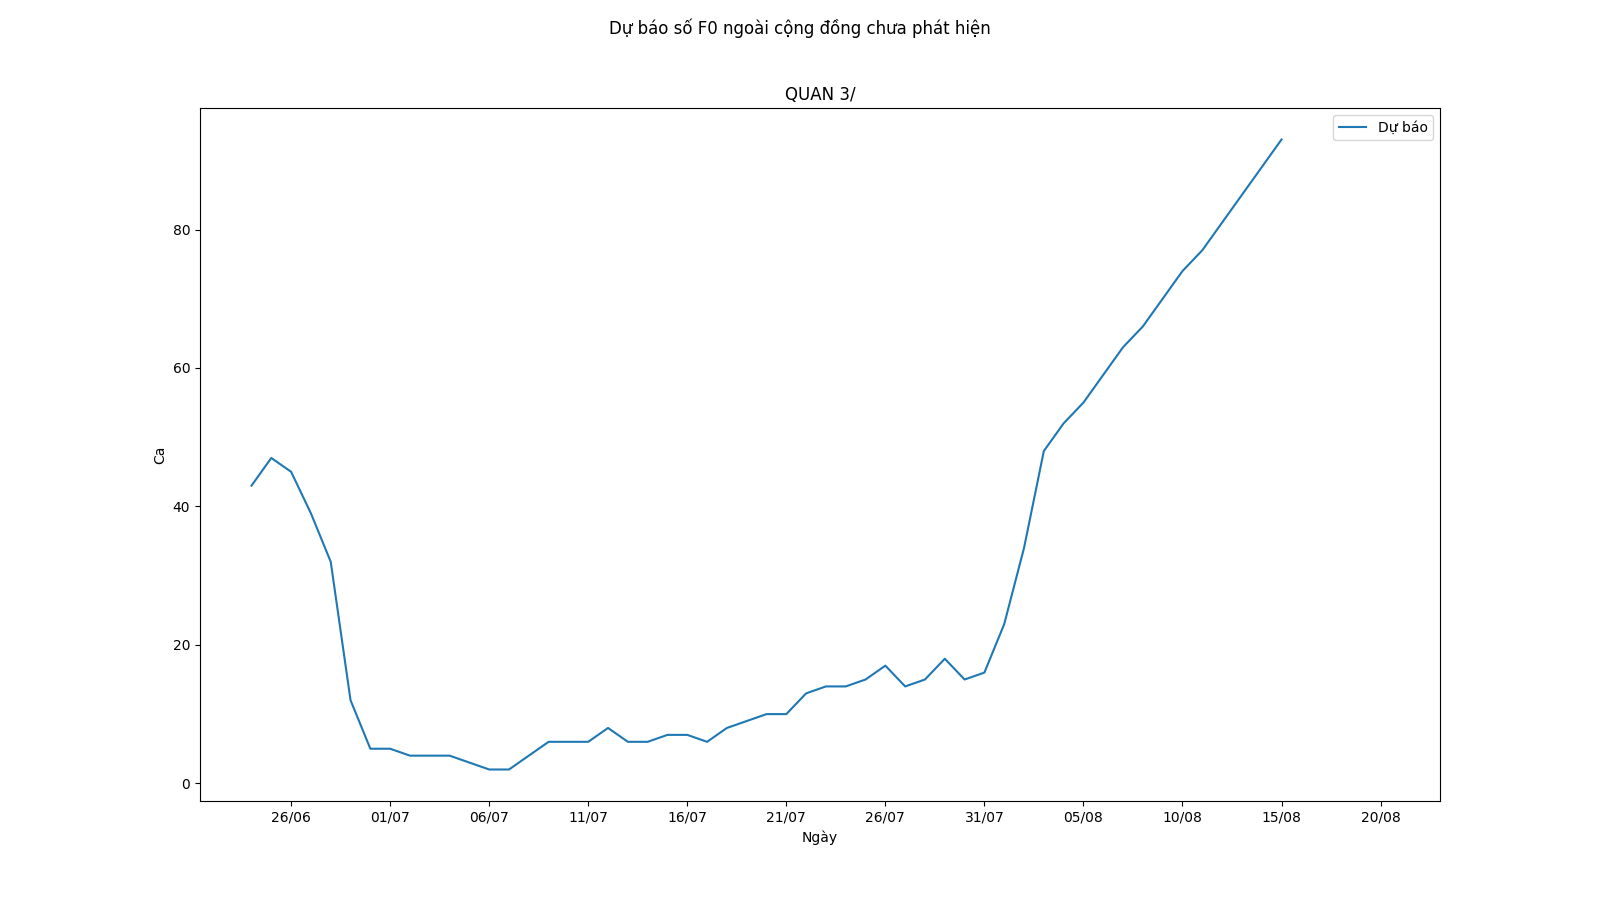 Dự báo số F0 ngoài cộng đồng chưa phát hiện
QUAN 3/
Dự báo
80
60
Ca
40
20
0
26/06 01/07 06/07 11/07 16/07 21/07 26/07 31/07 05/08 10/08 15/08 20/08
Ngày